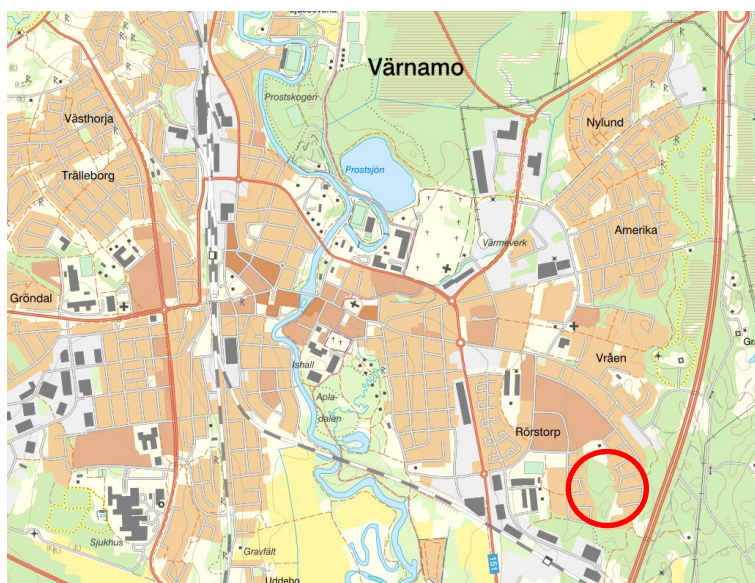 Värnamo
Prostskogen
Västhorja
Nylund
Trälleborg
Prostsjön
Amerika
Värmeverk
Gröndal
Vråen
Ishall
Apla-
dalen
Rörstorp
Sjukhus
Gravfält
151
Uddebo